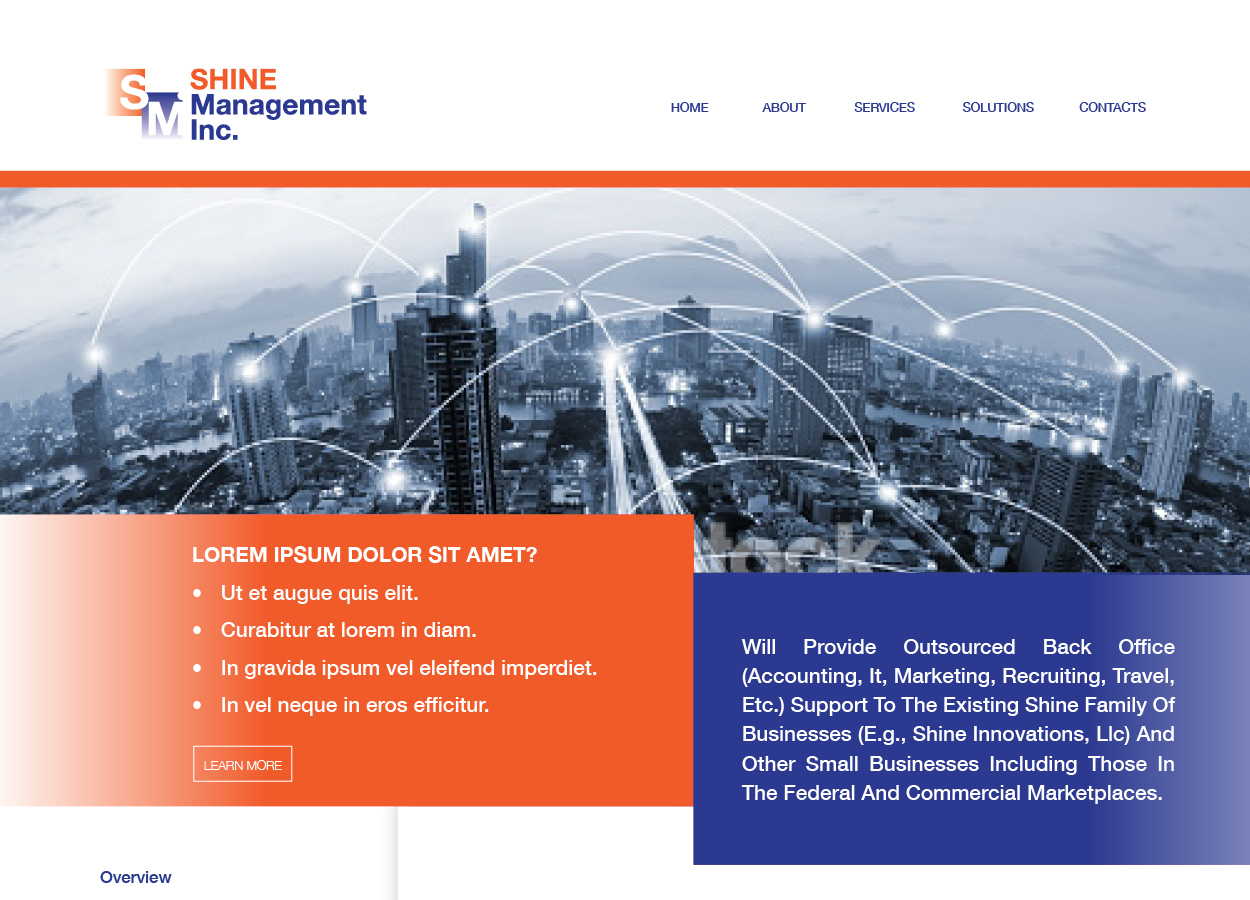 SM
SHINE
Management
Inc.
HOME ABOUT SERVICES SOLUTIONS CONTACTS
LOREM IPSUM DOLOR SIT AMET?
• Ut et augue quis elit.
• Curabitur at lorem in diam.
• In gravida ipsum vel eleifend imperdiet.
• In vel neque in eros efficitur.
LEARN MORE
Will Provide Outsourced Back Office
(Accounting, It, Marketing, Recruiting, Travel,
Etc.) Support To The Existing Shine Family Of
Businesses (E.g., Shine Innovations, Llc) And
Other Small Businesses Including Those In
The Federal And Commercial Marketplaces.
Overview